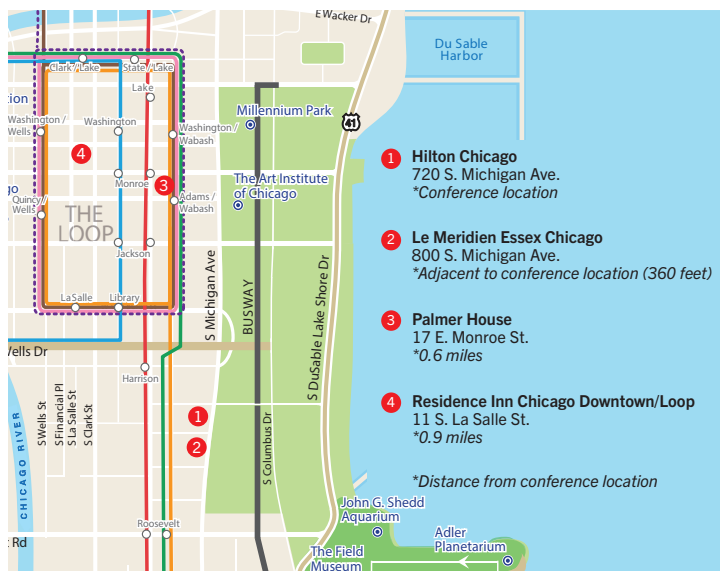 E Wacker Dr
Du Sable
Harbor
41
Clark / Lake
State / Lake
Lake
Washington /
Wells
Washington
Washington /
Wabash
Millennium Park
4
Monroe
3
The Art Institute
of Chicago
Adams /
Wabash
Quincy/
Wells
THE
LOOP
Jackson
LaSalle
Library
S Michigan Ave
BUSWAY
S DuSable Lake Shore Dr
Wells Dr
Harrison
S Wells St
S Financial Pl
S La Salle St
S Clark St
1
2
S Columbus Dr
CHICAGO RIVER
Roosevelt
Rd
John G. Shedd
Aquarium
Adler
Planetarium
The Field
Museum
1 Hilton Chicago
720 S. Michigan Ave.
*Conference location
2 Le Meridien Essex Chicago
800 S. Michigan Ave.
*Adjacent to conference location (360 feet)
3 Palmer House
17 E. Monroe St.
*0.6 miles
4 Residence Inn Chicago Downtown/Loop
11 S. La Salle St.
*0.9 miles
*Distance from conference location